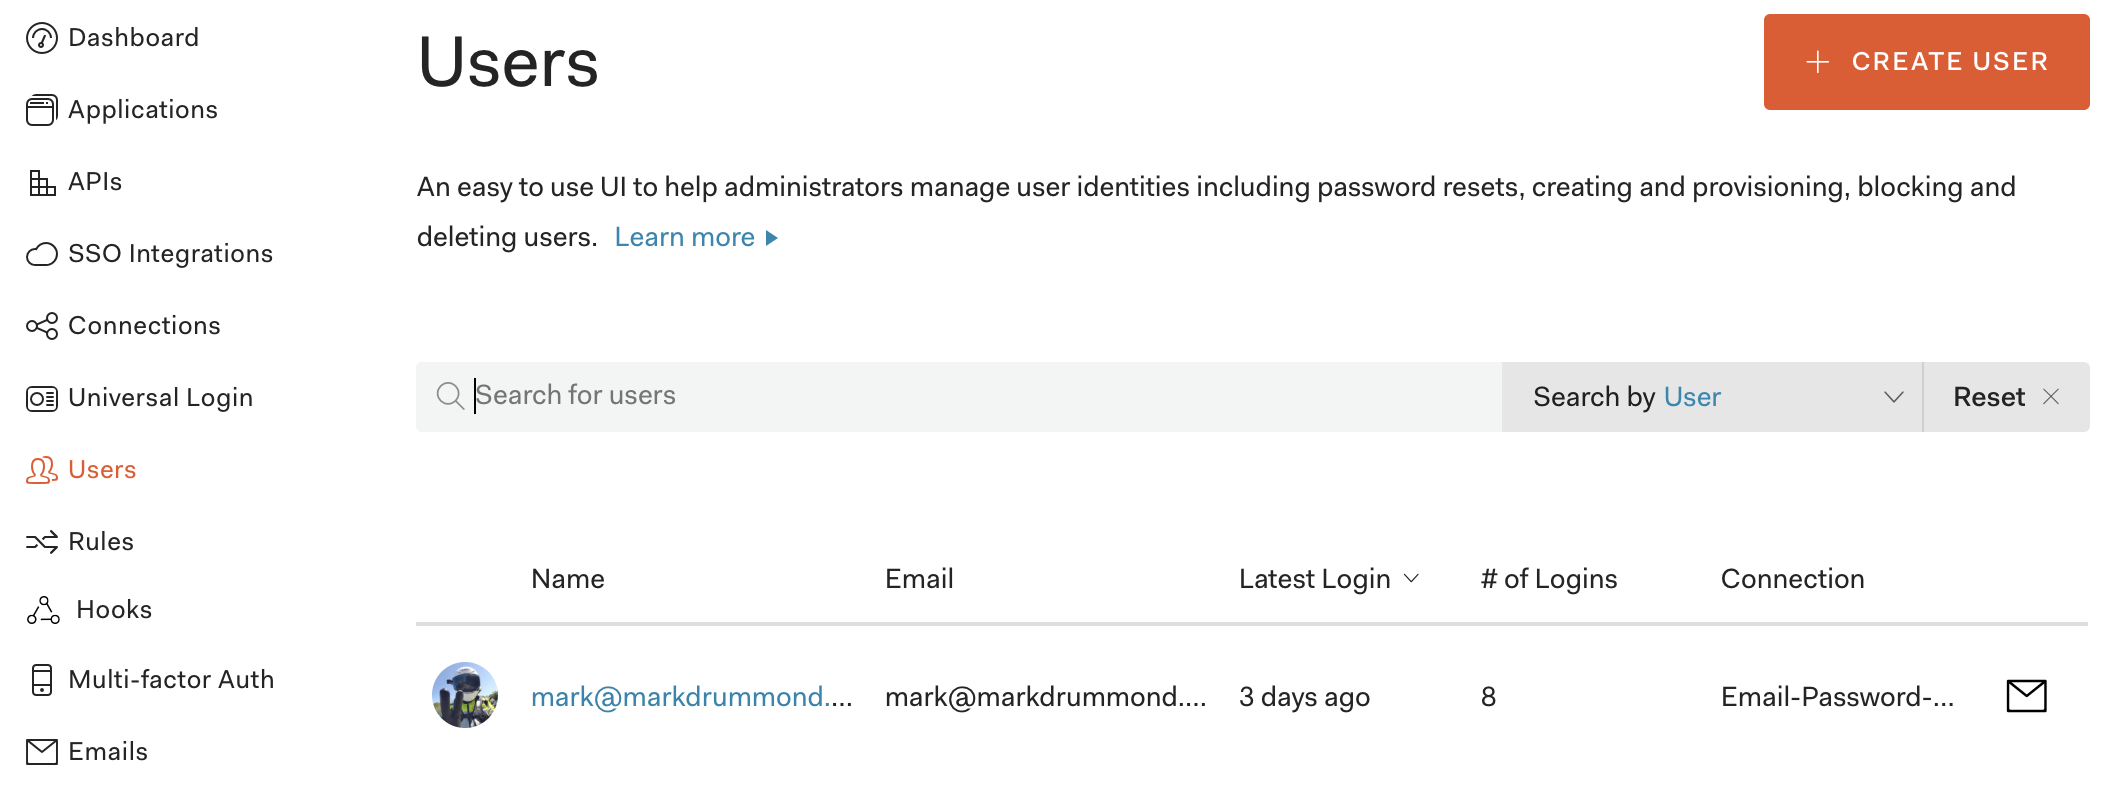 Dashboard
Applications
APIs
SSO Integrations
Connections
Universal Login
Users
Rules
Hooks
Multi-factor Auth
Emails
Users
+ CREATE USER
An easy to use UI to help administrators manage user identities including password resets, creating and provisioning, blocking and
deleting users. Learn more
Search for users
Search by User
Reset
Name Email Latest Login # of Logins Connection
mark@markdrummond.... mark@markdrummond.... 3 days ago 8 Email-Password-...